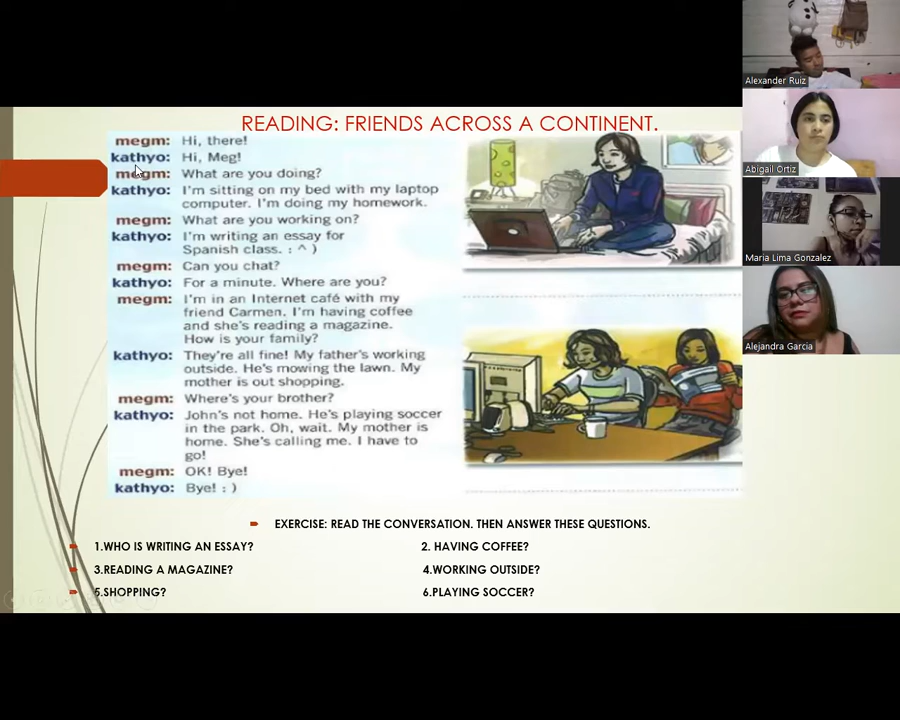 READING: FRIENDS ACROSS A CONTINENT.
megm: Hi, there!
kathyo: Hi, Meg!
megm: What are you doing?
kathyo: I'm sitting on my bed with my laptop
computer. I'm doing my homework.
megm: What are you working on?
kathyo: I'm writing an essay for
Spanish class. : ^ )
megm: Can you chat?
kathyo: For a minute. Where are you?
megm: I'm in an Internet café with my
friend Carmen. I'm having coffee
and she's reading a magazine.
How is your family?
kathyo: They're all fine! My father's working
outside. He's mowing the lawn. My
mother is out shopping.
megm: Where's your brother?
kathyo: John's not home. He's playing soccer
in the park. Oh, wait. My mother is
home. She's calling me. I have to
go!
megm: OK! Bye!
kathyo: Bye! : )
EXERCISE: READ THE CONVERSATION. THEN ANSWER THESE QUESTIONS.
1.WHO IS WRITING AN ESSAY? 2. HAVING COFFEE?
3.READING A MAGAZINE? 4.WORKING OUTSIDE?
5.SHOPPING? 6.PLAYING SOCCER?
Alexander Ruiz
Abigail Ortiz
Maria Lima Gonzalez
Alejandra Garcia